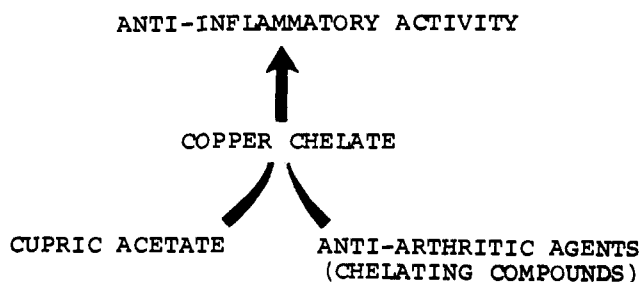 ANTI-INFLAMMATORY ACTIVITY
COPPER CHELATE
CUPRIC ACETATE
ANTI-ARTHRITIC AGENTS
(CHELATING COMPOUNDS)